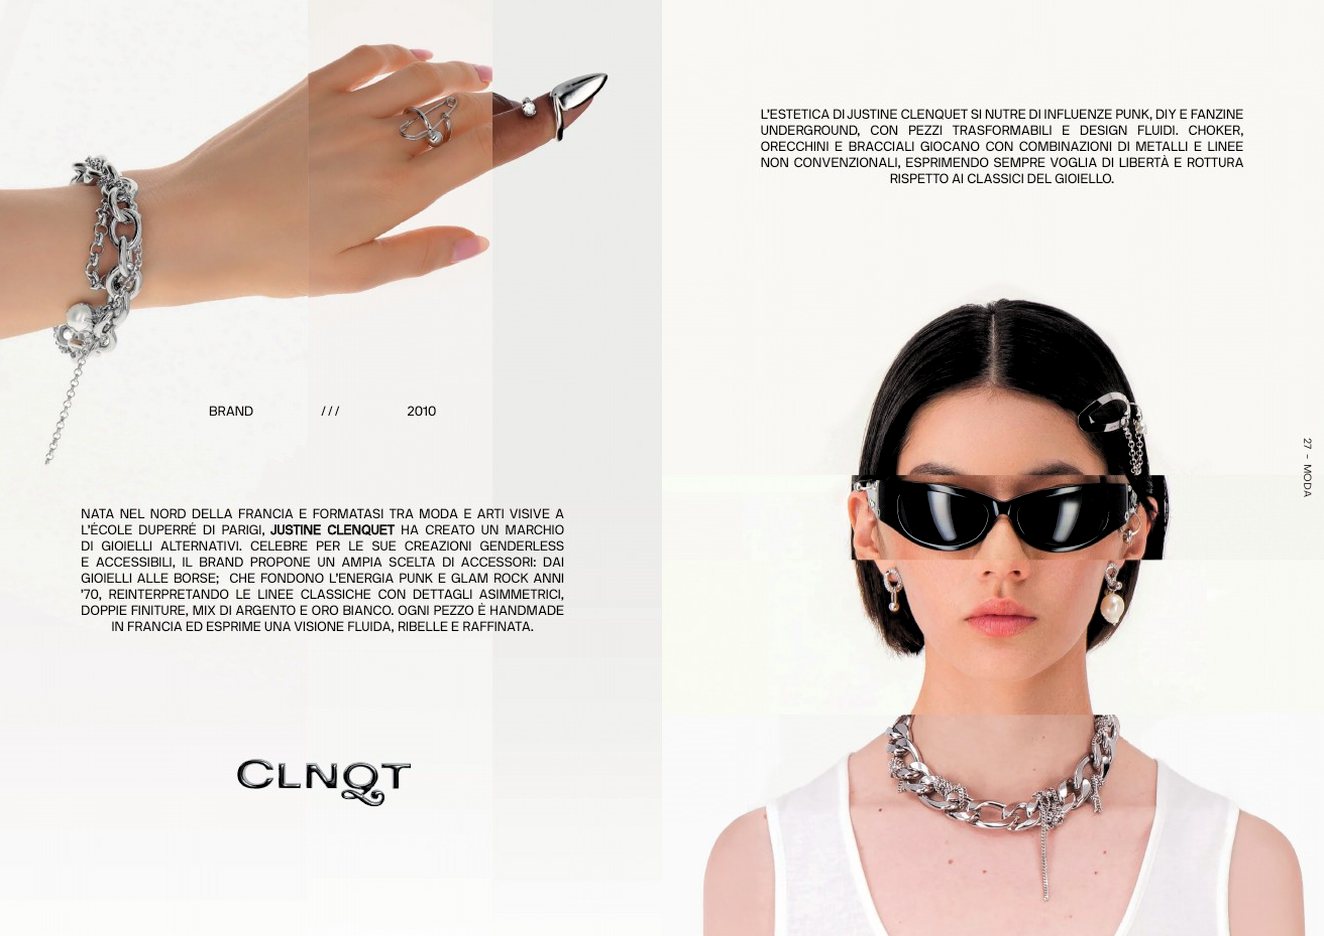 BRAND /// 2010
NATA NEL NORD DELLA FRANCIA E FORMATASI TRA MODA E ARTI VISIVE A
L'ÉCOLE DUPERRÉ DI PARIGI, JUSTINE CLENQUET HA CREATO UN MARCHIO
DI GIOIELLI ALTERNATIVI. CELEBRE PER LE SUE CREAZIONI GENDERLESS
E ACCESSIBILI, IL BRAND PROPONE UN AMPIA SCELTA DI ACCESSORI: DAI
GIOIELLI ALLE BORSE; CHE FONDONO L'ENERGIA PUNK E GLAM ROCK ANNI
'70, REINTERPRETANDO LE LINEE CLASSICHE CON DETTAGLI ASIMMETRICI,
DOPPIE FINITURE, MIX DI ARGENTO E ORO BIANCO. OGNI PEZZO È HANDMADE
IN FRANCIA ED ESPRIME UNA VISIONE FLUIDA, RIBELLE E RAFFINATA.
CLNQT
L'ESTETICA DI JUSTINE CLENQUET SI NUTRE DI INFLUENZE PUNK, DIY E FANZINE
UNDERGROUND, CON PEZZI TRASFORMABILI E DESIGN FLUIDI. CHOKER,
ORECCHINI E BRACCIALI GIOCANO CON COMBINAZIONI DI METALLI E LINEE
NON CONVENZIONALI, ESPRIMENDO SEMPRE VOGLIA DI LIBERTÀ E ROTTURA
RISPETTO AI CLASSICI DEL GIOIELLO.
27 – MODA